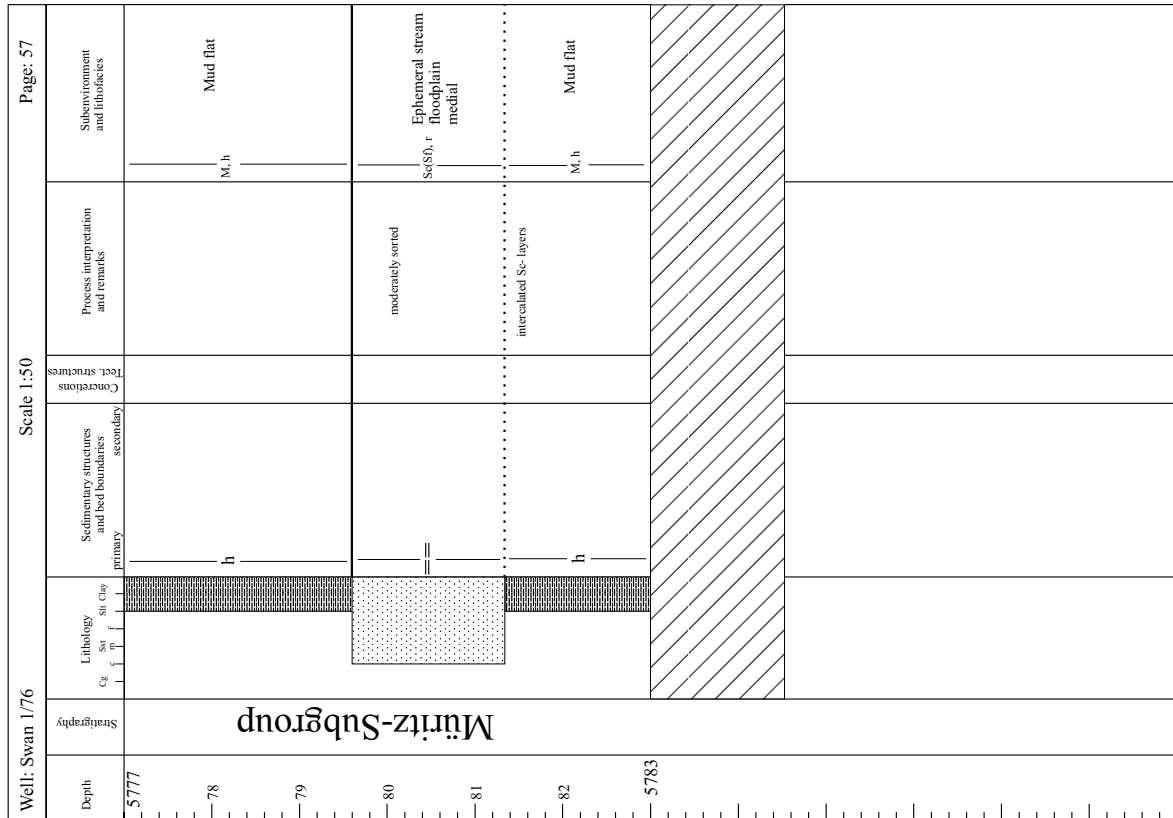 Well: Swan 1/76
Scale 1:50
Page: 57
Depth
Stratigraphy
Lithology
Cg
c
Sst
m
f
Slt
Clay
Sedimentary structures
and bed boundaries
primary
secondary
Concretions
Tect. structures
Process interpretation
and remarks
Subenvironment
and lithofacies
5777
78
79
80
81
82
5783
Müritz-Subgroup
h
=
h
moderately sorted
intercalated Sc- layers
M, h
Sc(Sf), r
M, h
Mud flat
Ephemeral stream
floodplain
medial
Mud flat